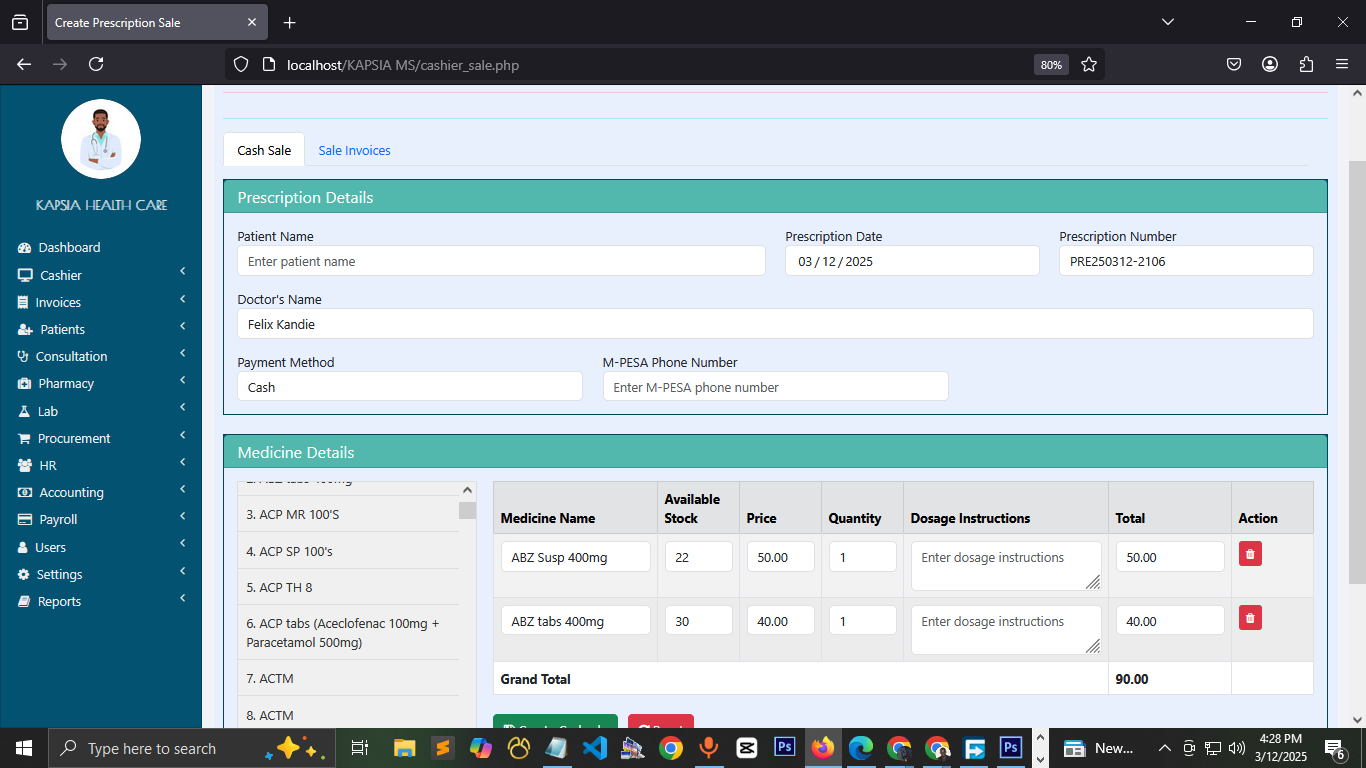 Create Prescription Sale
localhost/KAPSIA MS/cashier_sale.php
80%
KAPSIA HEALTH CARE
Dashboard
Cashier
Invoices
Patients
Consultation
Pharmacy
Lab
Procurement
HR
Accounting
Payroll
Users
Settings
Reports
Cash Sale
Sale Invoices
Prescription Details
Patient Name
Enter patient name
Prescription Date
03 / 12 / 2025
Prescription Number
PRE250312-2106
Doctor's Name
Felix Kandie
Payment Method
Cash
M-PESA Phone Number
Enter M-PESA phone number
Medicine Details
2. ABZ tabs 400mg
3. ACP MR 100'S
4. ACP SP 100's
5. ACP TH 8
6. ACP tabs (Aceclofenac 100mg +
Paracetamol 500mg)
7. ACTM
8. ACTM
Medicine Name Available Stock Price Quantity Dosage Instructions Total Action
ABZ Susp 400mg 22 50.00 1 Enter dosage instructions 50.00
ABZ tabs 400mg 30 40.00 1 Enter dosage instructions 40.00
Grand Total 90.00
Type here to search
New...
4:28 PM
3/12/2025
6